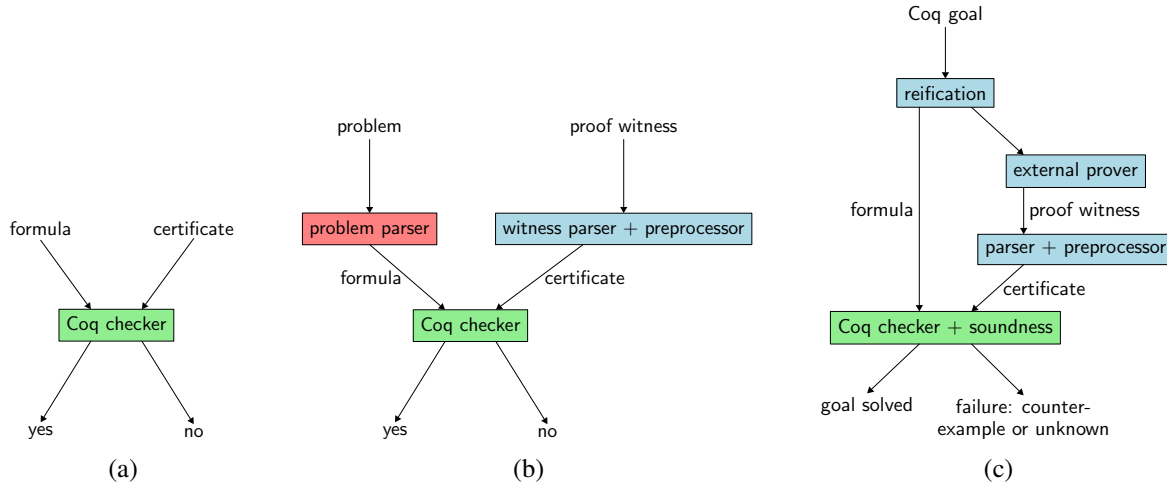 formula
certificate
Coq checker
yes
no
(a)
problem
proof witness
problem parser
witness parser + preprocessor
formula
certificate
Coq checker
yes
no
(b)
Coq goal
reification
external prover
formula
proof witness
parser + preprocessor
certificate
Coq checker + soundness
goal solved
failure: counter-
example or unknown
(c)